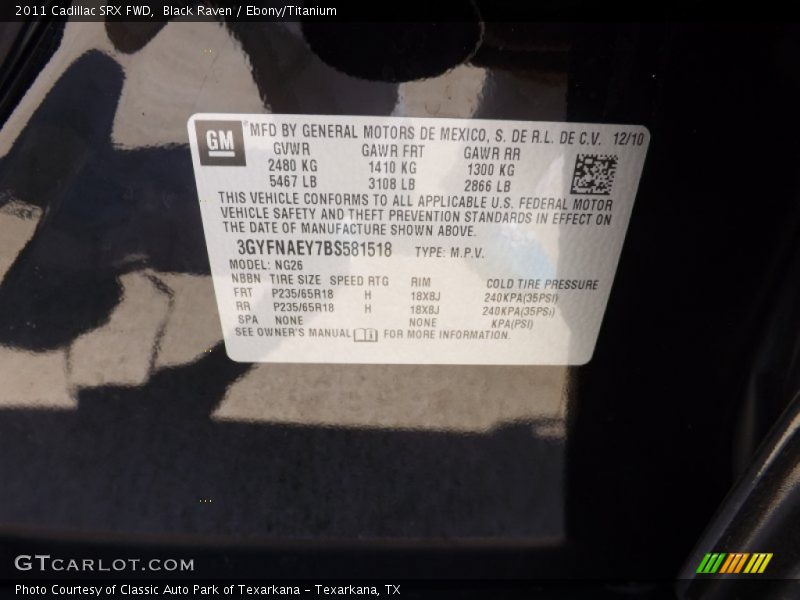 2011 Cadillac SRX FWD,  Black Raven / Ebony/Titanium
GM
MFD BY GENERAL MOTORS DE MEXICO, S. DE R.L. DE C.V. 12/10
GVWR GAWR FRT GAWR RR
2480 KG 1410 KG 1300 KG
5467 LB 3108 LB 2866 LB
THIS VEHICLE CONFORMS TO ALL APPLICABLE U.S. FEDERAL MOTOR
VEHICLE SAFETY AND THEFT PREVENTION STANDARDS IN EFFECT ON
THE DATE OF MANUFACTURE SHOWN ABOVE.
3GYFNAEY7BS581518 TYPE: M.P.V.
MODEL: NG26
NBBN TIRE SIZE SPEED RTG RIM COLD TIRE PRESSURE
FRT P235/65R18 H 18X8J 240KPA(35PSI)
RR P235/65R18 H 18X8J 240KPA(35PSI)
SPA NONE NONE KPA(PSI)
SEE OWNER'S MANUAL FOR MORE INFORMATION.
GTCARLOT.COM
Photo Courtesy of Classic Auto Park of Texarkana – Texarkana, TX